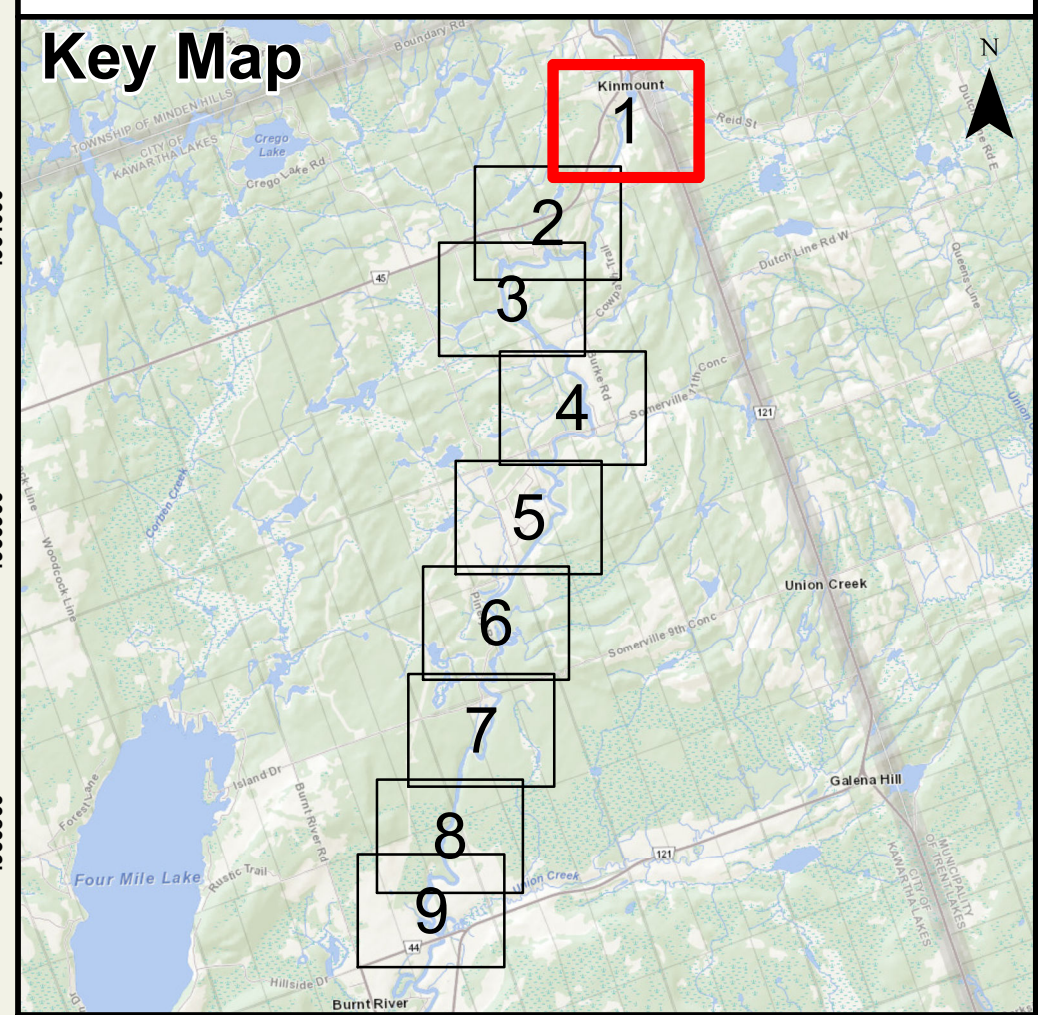 Key Map
N
Boundary Rd
Kinmount
1
Reid St
TOWNSHIP OF MINDEN HILLS
CITY OF
KAWARTHA LAKES
Crego
Lake
Crego Lake Rd
2
Dutch Line Rd W
Queens Line
45
3
Burke Rd
Somerville 11th Conc
4
121
Corben Creek
5
Woodcock Line
Union Creek
6
Somerville 9th Conc
7
Island Dr
Galena Hill
Forest Lane
Burnt River Rd
8
121
Four Mile Lake
Rustic Trail
Union Creek
9
MUNICIPALITY
OF TRENT LAKES
CITY OF
KAWARTHA LAKES
44
Hillside Dr
Burnt River